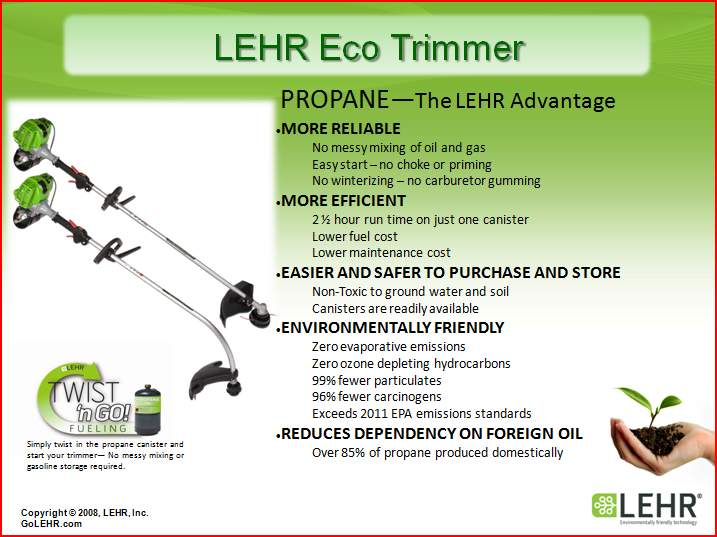 LEHR Eco Trimmer
PROPANE—The LEHR Advantage
•MORE RELIABLE
No messy mixing of oil and gas
Easy start – no choke or priming
No winterizing – no carburetor gumming
•MORE EFFICIENT
2 ½ hour run time on just one canister
Lower fuel cost
Lower maintenance cost
•EASIER AND SAFER TO PURCHASE AND STORE
Non-Toxic to ground water and soil
Canisters are readily available
•ENVIRONMENTALLY FRIENDLY
Zero evaporative emissions
Zero ozone depleting hydrocarbons
99% fewer particulates
96% fewer carcinogens
Exceeds 2011 EPA emissions standards
•REDUCES DEPENDENCY ON FOREIGN OIL
Over 85% of propane produced domestically
LEHR
TWIST
'n GO!
FUELING
Simply twist in the propane canister and
start your trimmer— No messy mixing or
gasoline storage required.
Copyright © 2008, LEHR, Inc.
GoLEHR.com
LEHR®
Environmentally friendly technology